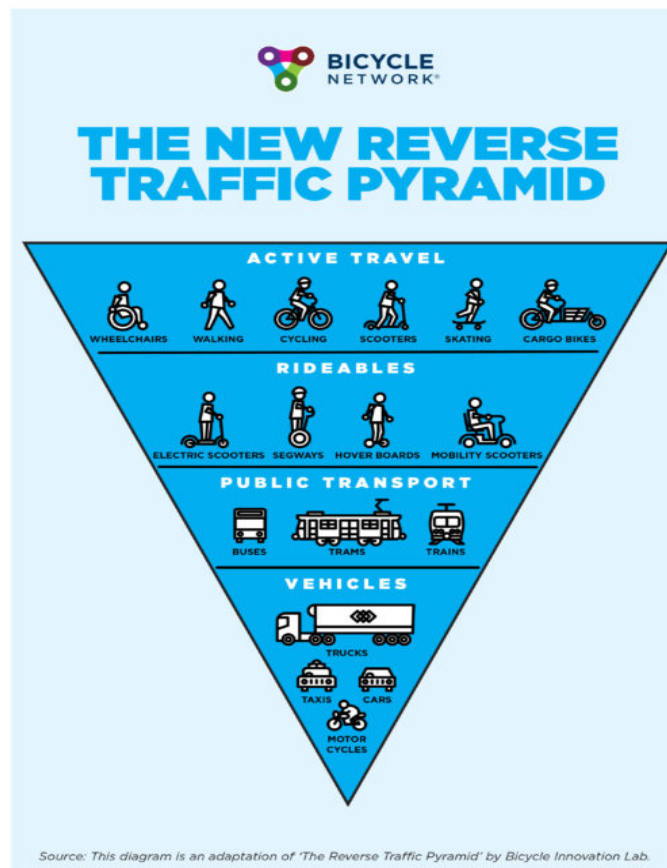 BICYCLE
NETWORK®
THE NEW REVERSE
TRAFFIC PYRAMID
ACTIVE TRAVEL
WHEELCHAIRS WALKING CYCLING SCOOTERS SKATING CARGO BIKES
RIDEABLES
ELECTRIC SCOOTERS SEGWAYS HOVER BOARDS MOBILITY SCOOTERS
PUBLIC TRANSPORT
BUSES TRAMS TRAINS
VEHICLES
TRUCKS
TAXIS CARS
MOTOR
CYCLES
Source: This diagram is an adaptation of 'The Reverse Traffic Pyramid' by Bicycle Innovation Lab.